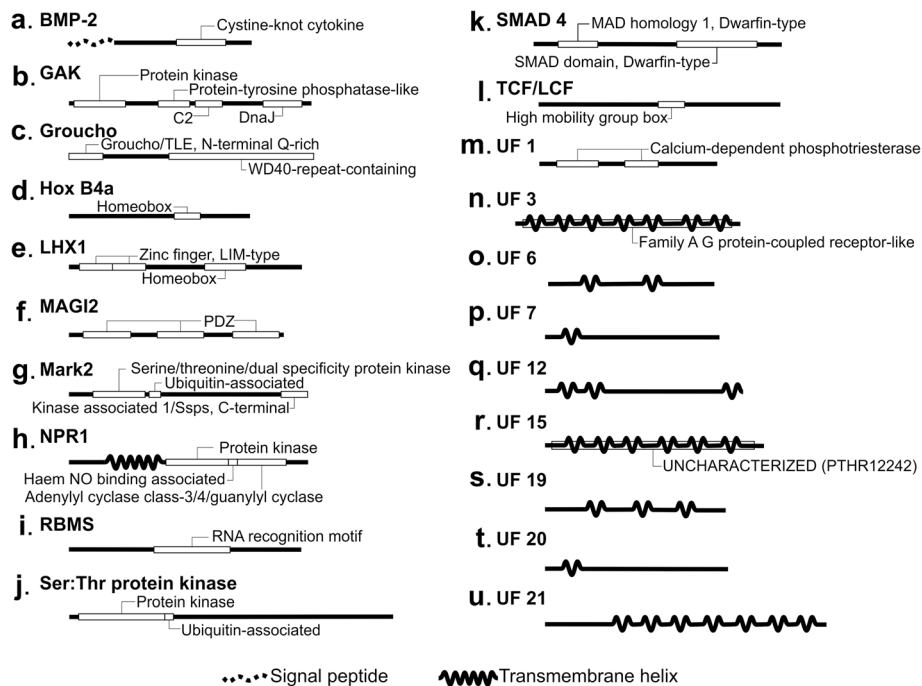 a. BMP-2
Cystine-knot cytokine
b. GAK
Protein kinase
Protein-tyrosine phosphatase-like
C2
DnaJ
c. Groucho
Groucho/TLE, N-terminal Q-rich
WD40-repeat-containing
d. Hox B4a
Homeobox
e. LHX1
Zinc finger, LIM-type
Homeobox
f. MAGI2
PDZ
g. Mark2
Serine/threonine/dual specificity protein kinase
Ubiquitin-associated
Kinase associated 1/Ssps, C-terminal
h. NPR1
Protein kinase
Haem NO binding associated
Adenylyl cyclase class-3/4/guanylyl cyclase
i. RBMS
RNA recognition motif
j. Ser:Thr protein kinase
Protein kinase
Ubiquitin-associated
k. SMAD 4
MAD homology 1, Dwarfin-type
SMAD domain, Dwarfin-type
l. TCF/LCF
High mobility group box
m. UF 1
Calcium-dependent phosphotriesterase
n. UF 3
Family A G protein-coupled receptor-like
o. UF 6
p. UF 7
q. UF 12
r. UF 15
UNCHARACTERIZED (PTHR12242)
s. UF 19
t. UF 20
u. UF 21
Signal peptide
Transmembrane helix